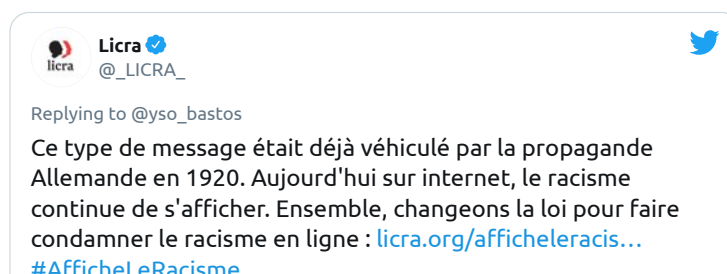 Licra
licra
@_LICRA_
Replying to @yso_bastos
Ce type de message était déjà véhiculé par la propagande
Allemande en 1920. Aujourd'hui sur internet, le racisme
continue de s'afficher. Ensemble, changeons la loi pour faire
condamner le racisme en ligne : licra.org/afficheleracis…
#AfficheLeRacisme